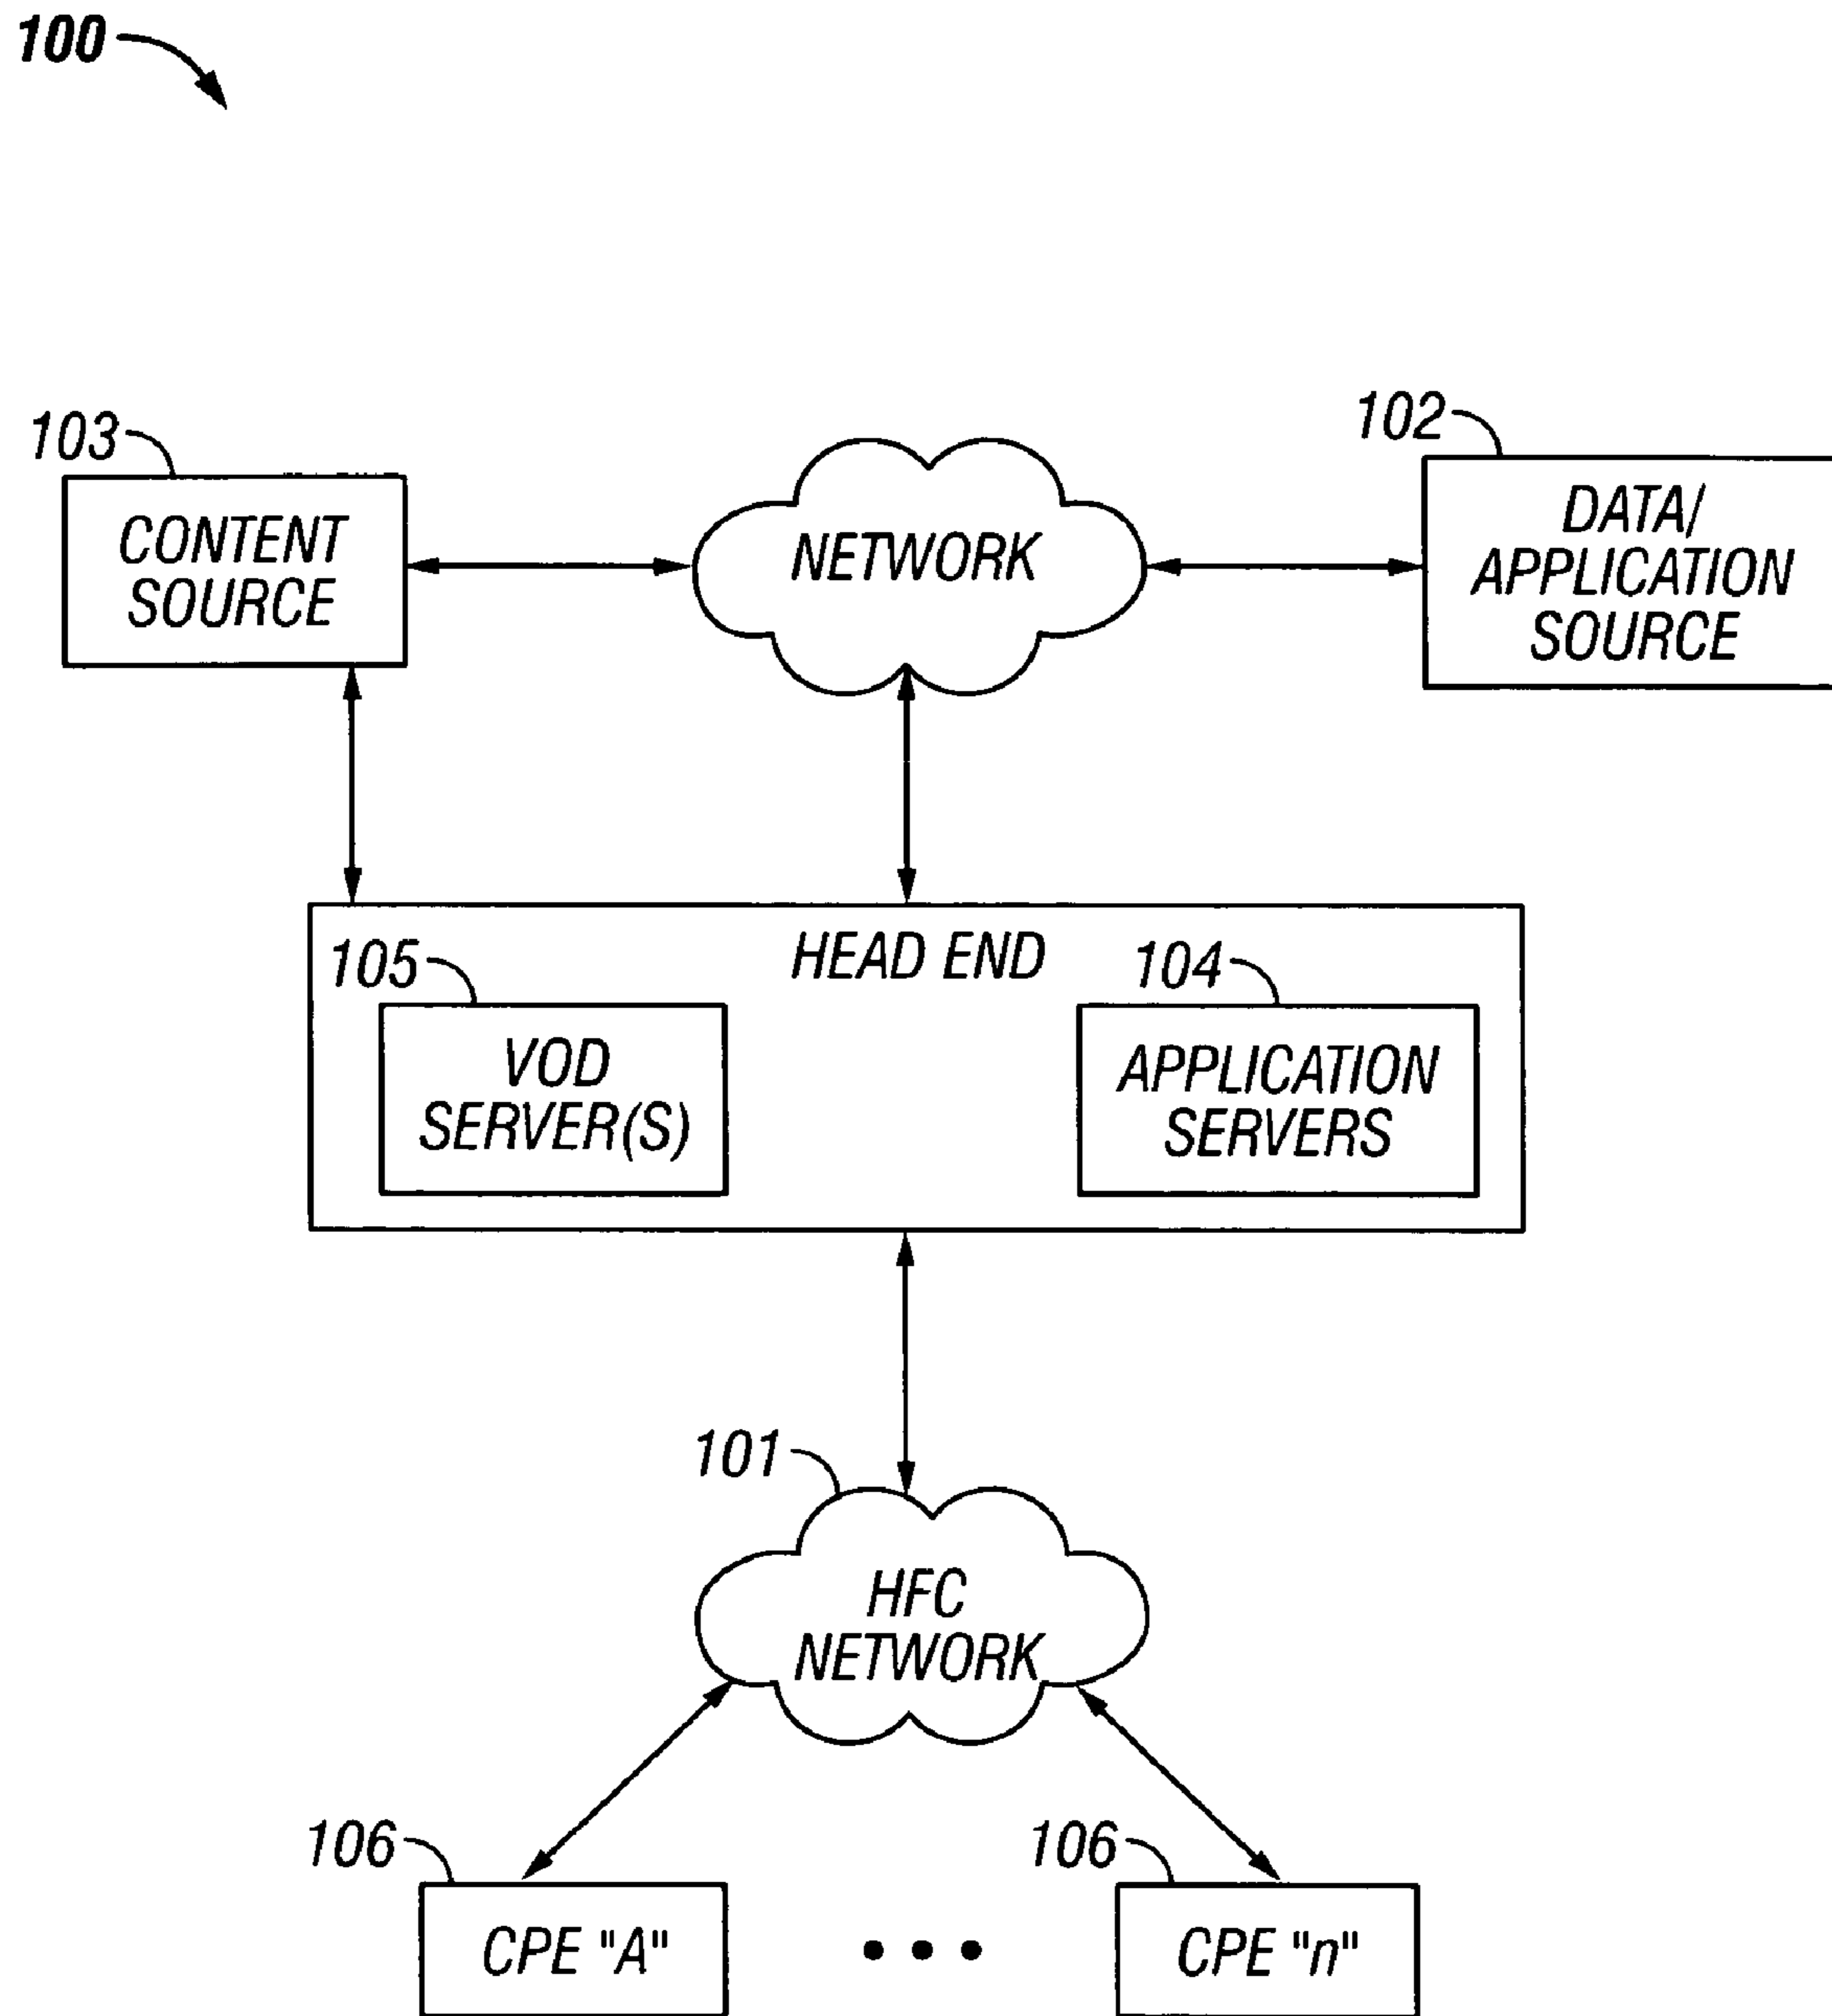 100
103
102
CONTENT
SOURCE
NETWORK
DATA/
APPLICATION
SOURCE
HEAD END
105
104
VOD
SERVER(S)
APPLICATION
SERVERS
101
HFC
NETWORK
106
106
CPE "A"
• • •
CPE "n"